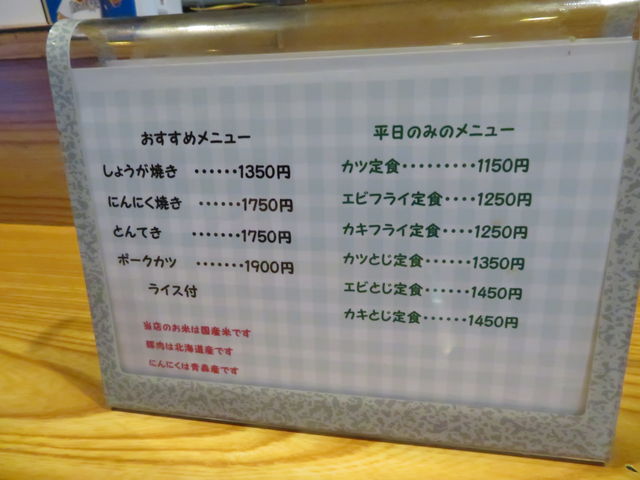 おすすめメニュー
しょうが焼き ‥‥‥1350円
にんにく焼き ‥‥‥1750円
とんてき ‥‥‥‥1750円
ポークカツ ‥‥‥‥1900円
ライス付
当店のお米は国産米です
豚肉は北海道産です
にんにくは青森産です
平日のみのメニュー
カツ定食‥‥‥‥‥1150円
エビフライ定食‥‥1250円
カキフライ定食‥‥1250円
カツとじ定食‥‥‥1350円
エビとじ定食‥‥‥1450円
カキとじ定食‥‥‥1450円